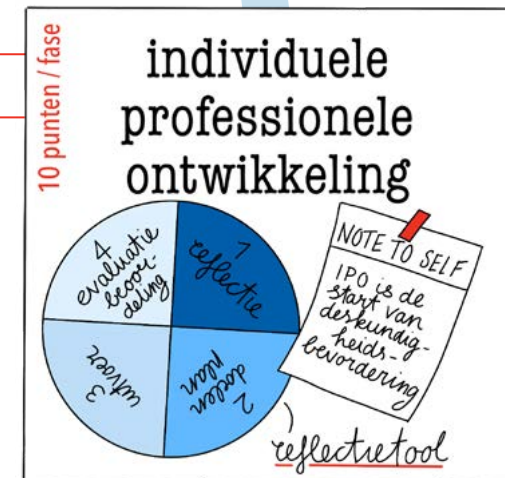 10 punten / fase
individuele
professionele
ontwikkeling
1
reflectie
2
doelen
plan
3
uitvoer
4
evaluatie
beoor-
deling
NOTE TO SELF
IPO is de
start van
deskundig-
heids-
bevordering
reflectietool